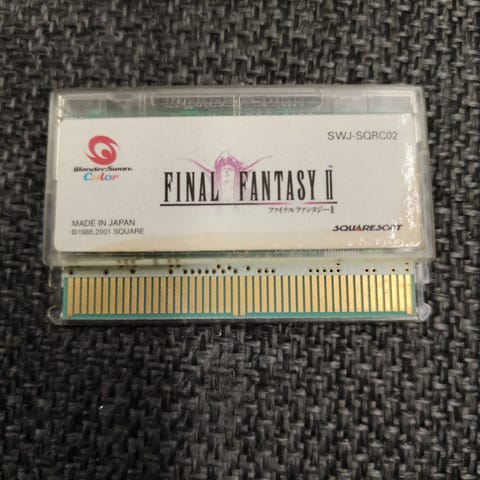 WonderSwan
SWJ-SQRC02
WonderSwan
Color
FINAL FANTASY II
ファイナルファンタジーⅡ
MADE IN JAPAN
©1988,2001 SQUARE
SQUARESOFT